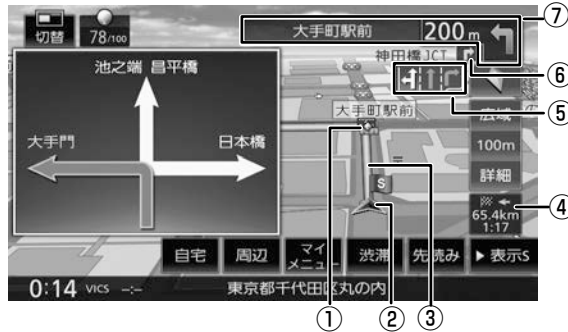 切替
78/100
大手町駅前 200m
⑦
神田橋JCT
⑥
池之端 昌平橋
大手門
日本橋
⑤
大手町駅前
広域
100m
詳細
S
65.4km
1:17
④
自宅
周辺
マイ
メニュー
渋滞
先読み
▶表示S
0:14 VICS -:-- 東京都千代田区丸の内
① ② ③